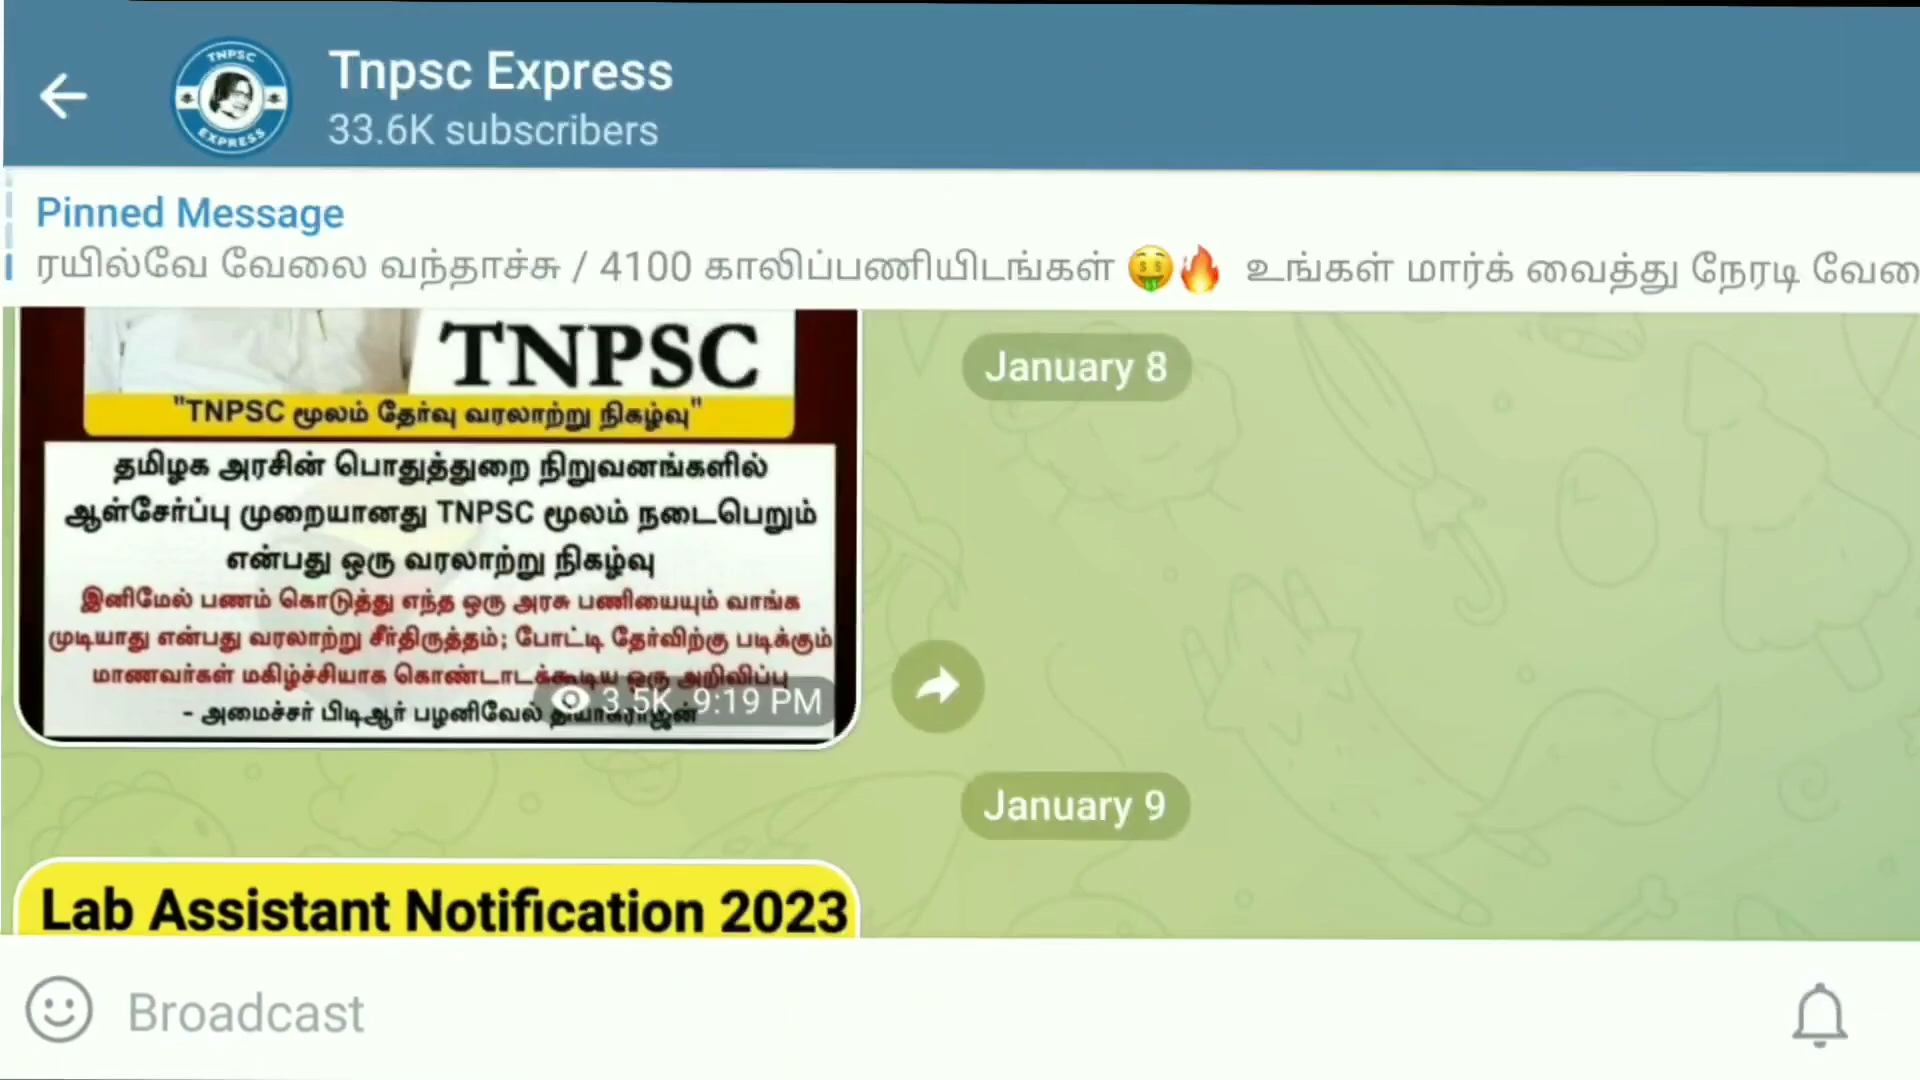 TNPSC
EXPRESS
Tnpsc Express
33.6K subscribers
Pinned Message
ரயில்வே வேலை வந்தாச்சு / 4100 காலிப்பணியிடங்கள் 🤑🔥 உங்கள் மார்க் வைத்து நேரடி வேலை
January 8
TNPSC
"TNPSC மூலம் தேர்வு வரலாற்று நிகழ்வு"
தமிழக அரசின் பொதுத்துறை நிறுவனங்களில்
ஆள்சேர்ப்பு முறையானது TNPSC மூலம் நடைபெறும்
என்பது ஒரு வரலாற்று நிகழ்வு
இனிமேல் பணம் கொடுத்து எந்த ஒரு அரசு பணியையும் வாங்க
முடியாது என்பது வரலாற்று சீர்திருத்தம்; போட்டி தேர்விற்கு படிக்கும்
மாணவர்கள் மகிழ்ச்சியாக கொண்டாடக்கூடிய ஒரு அறிவிப்பு
- அமைச்சர் பிடிஆர் பழனிவேல் தியாகராஜன்
3.5K 9:19 PM
January 9
Lab Assistant Notification 2023
Broadcast